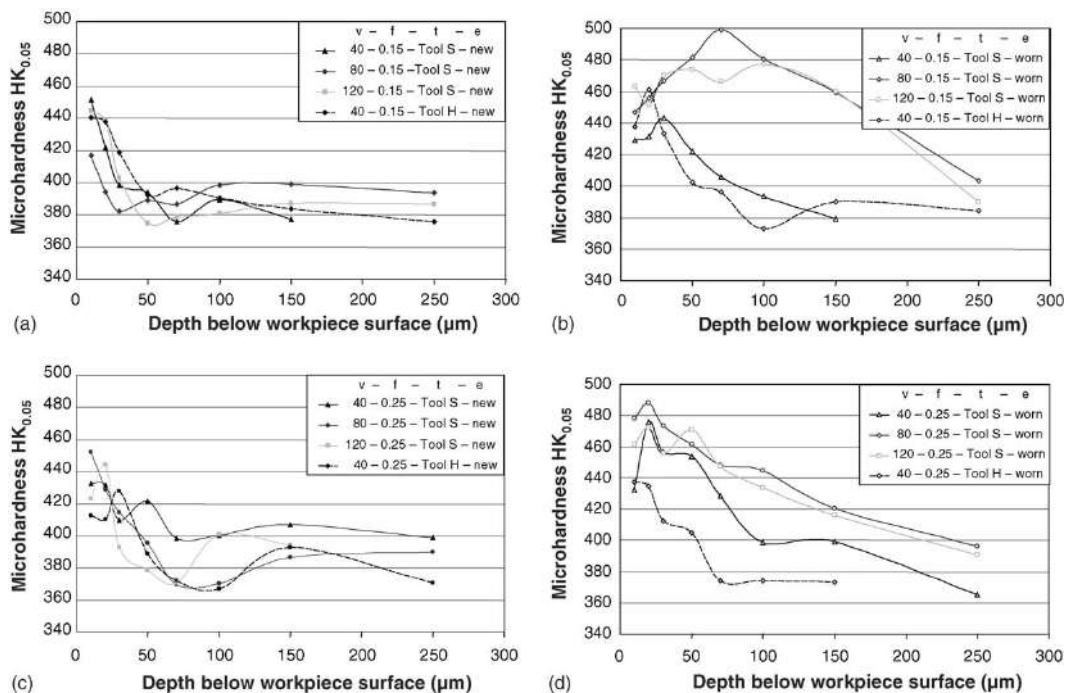 500
480
460
440
420
400
380
360
340
Microhardness HK0.05
v – f – t – e
40 – 0.15 – Tool S – new
80 – 0.15 –Tool S – new
120 – 0.15 – Tool S – new
40 – 0.15 – Tool H – new
0 50 100 150 200 250 300
(a) Depth below workpiece surface (μm)
500
480
460
440
420
400
380
360
340
Microhardness HK0.05
v – f – t – e
40 – 0.15 – Tool S – worn
80 – 0.15 – Tool S – worn
120 – 0.15 – Tool S – worn
40 – 0.15 – Tool H – worn
0 50 100 150 200 250 300
(b) Depth below workpiece surface (μm)
500
480
460
440
420
400
380
360
340
Microhardness HK0.05
v – f – t – e
40 – 0.25 – Tool S – new
80 – 0.25 – Tool S – new
120 – 0.25 – Tool S – new
40 – 0.25 – Tool H – new
0 50 100 150 200 250 300
(c) Depth below workpiece surface (μm)
500
480
460
440
420
400
380
360
340
Microhardness HK0.05
v – f – t – e
40 – 0.25 – Tool S – worn
80 – 0.25 – Tool S – worn
120 – 0.25 – Tool S – worn
40 – 0.25 – Tool H – worn
0 50 100 150 200 250 300
(d) Depth below workpiece surface (μm)